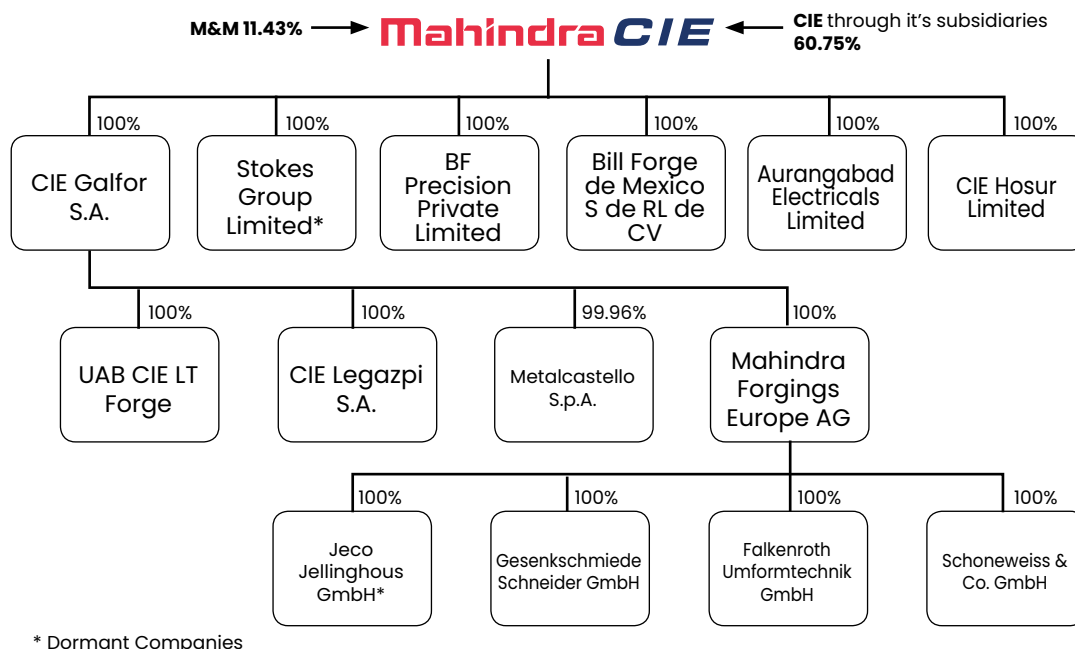 M&M 11.43%
Mahindra CIE
CIE through it's subsidiaries
60.75%
100%
100%
100%
100%
100%
100%
CIE Galfor
S.A.
Stokes
Group
Limited*
BF
Precision
Private
Limited
Bill Forge
de Mexico
S de RL de
CV
Aurangabad
Electricals
Limited
CIE Hosur
Limited
100%
100%
99.96%
100%
UAB CIE LT
Forge
CIE Legazpi
S.A.
Metalcastello
S.p.A.
Mahindra
Forgings
Europe AG
100%
100%
100%
100%
Jeco
Jellinghous
GmbH*
Gesenkschmiede
Schneider GmbH
Falkenroth
Umformtechnik
GmbH
Schoneweiss &
Co. GmbH
* Dormant Companies